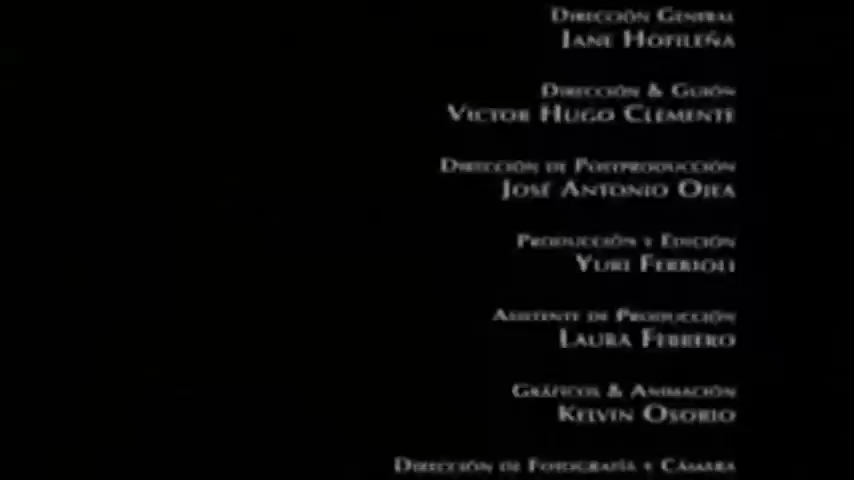 Dirección General
Jane Hofileña
Dirección & Guión
Victor Hugo Clemente
Dirección de Postproducción
José Antonio Ojea
Producción y Edición
Yuri Ferrioli
Asistente de Producción
Laura Ferrero
Gráficos & Animación
Kelvin Osorio
Dirección de Fotografía y Cámara